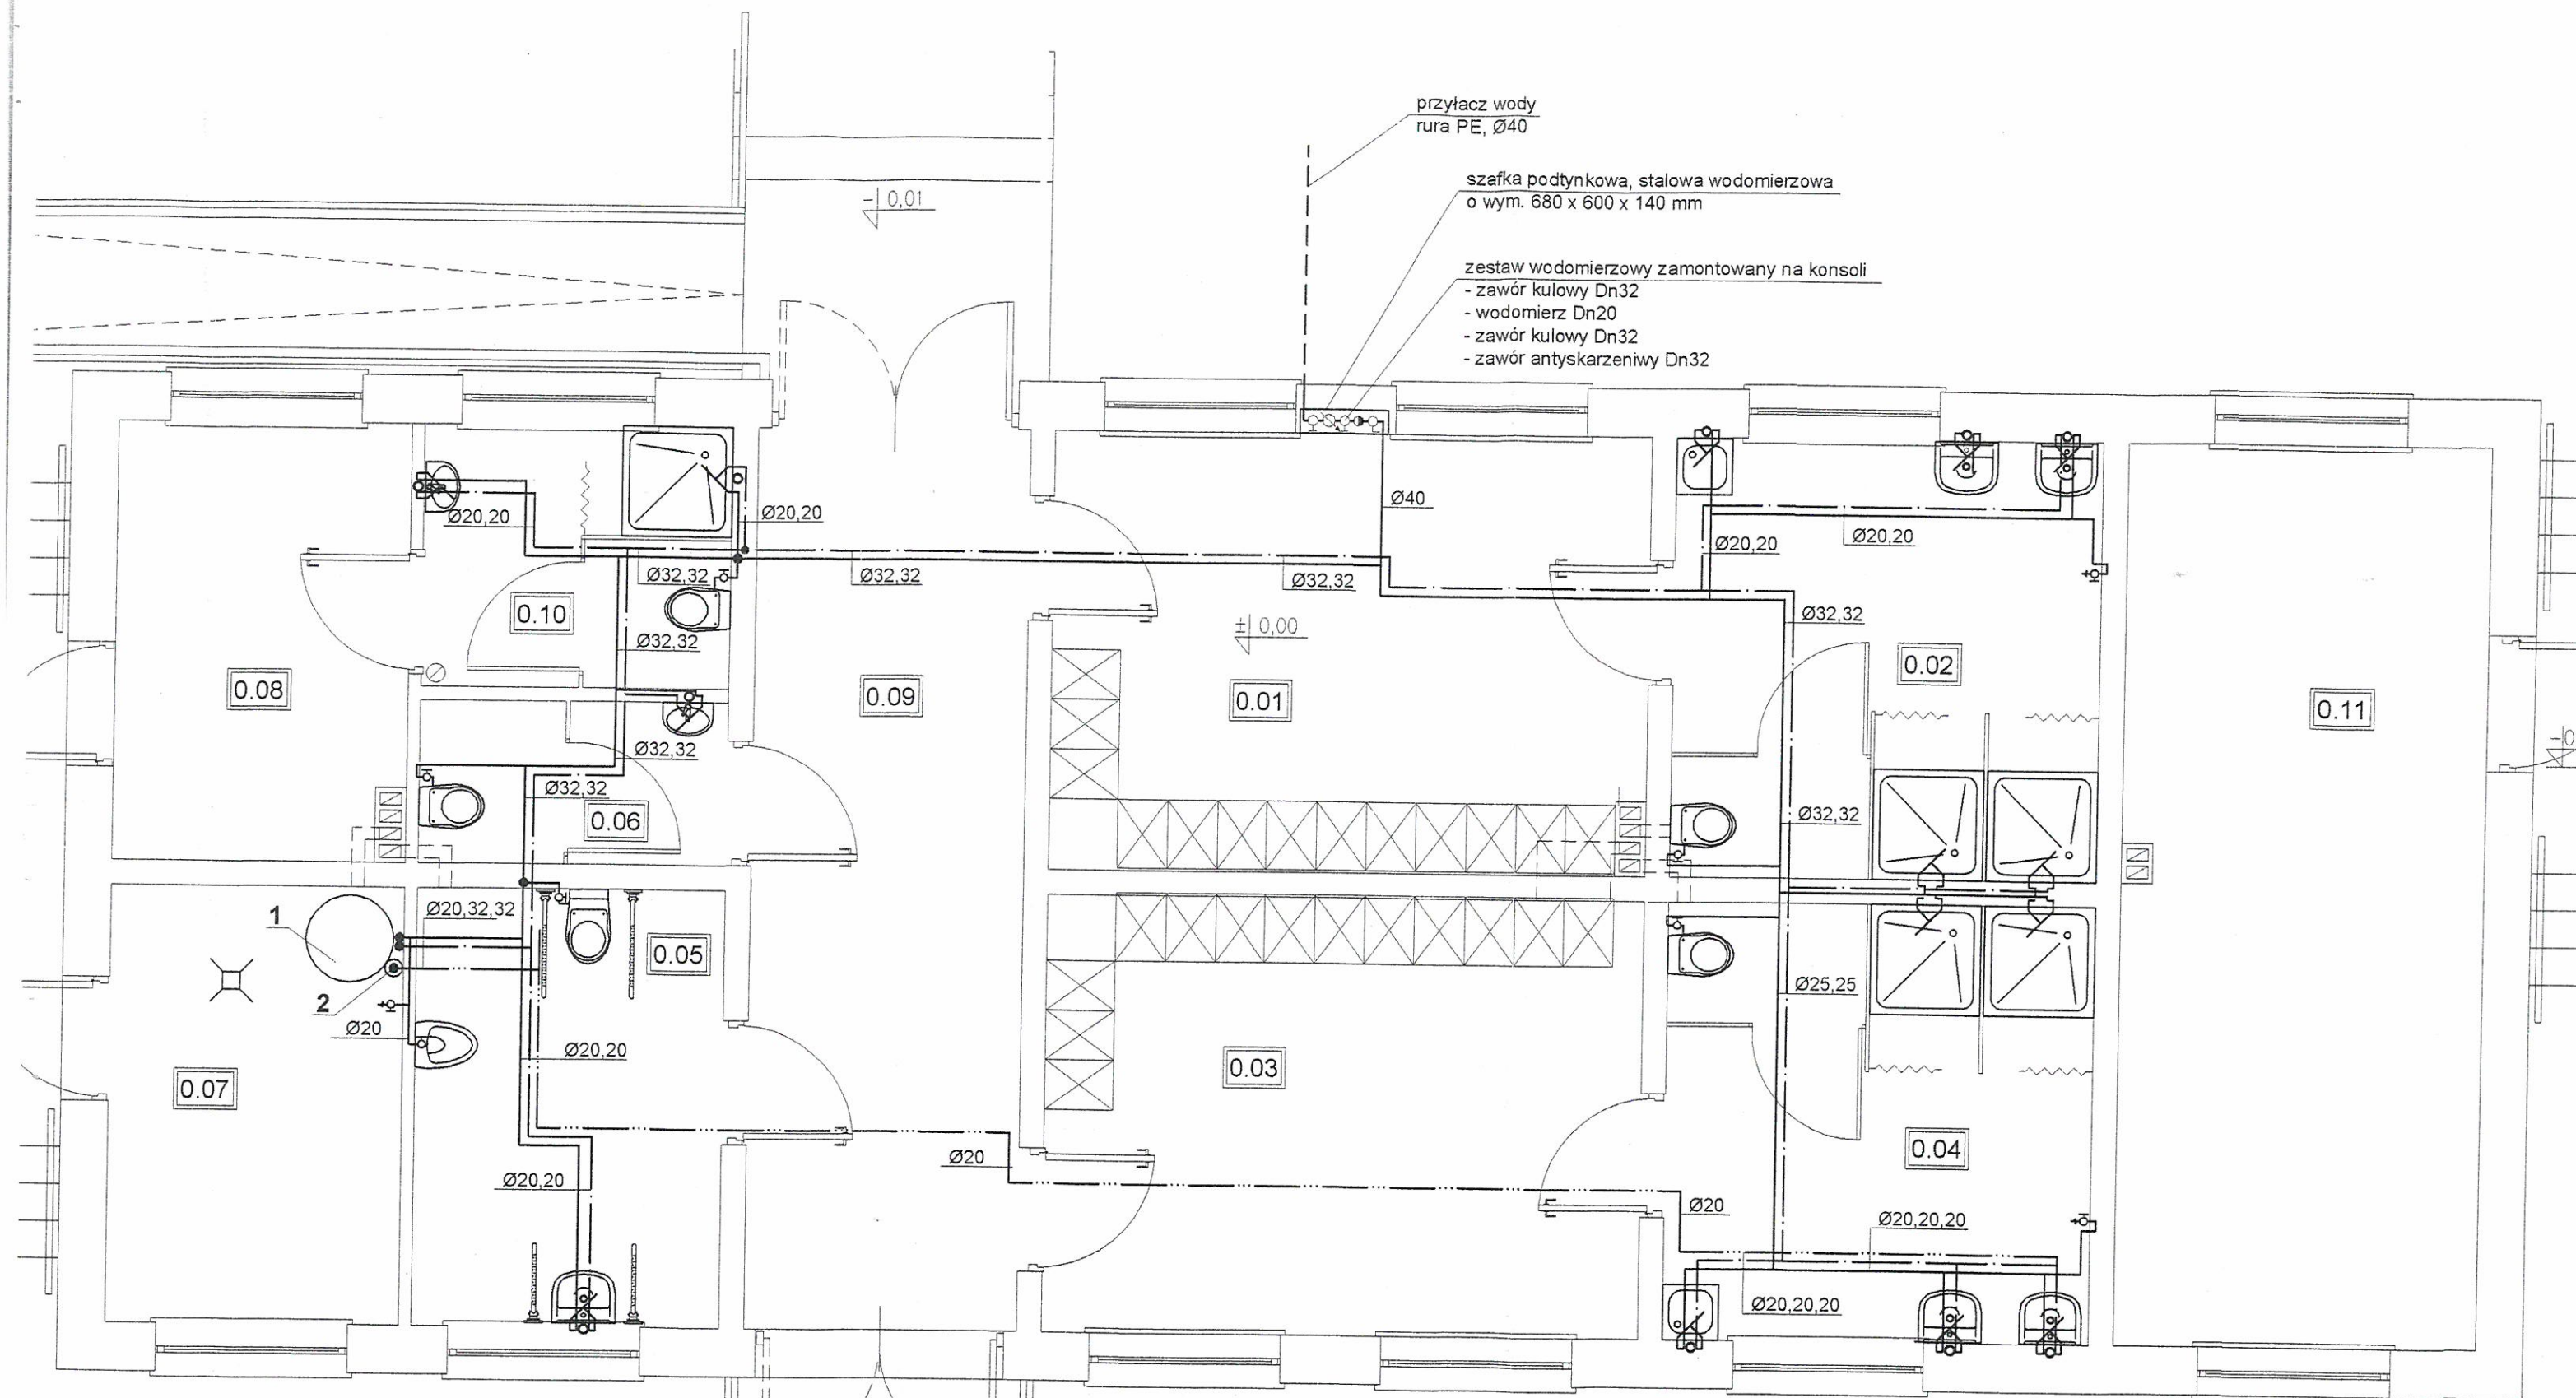 przyłacz wody
rura PE, Ø40
szafka podtynkowa, stalowa wodomierzowa
o wym. 680 x 600 x 140 mm
zestaw wodomierzowy zamontowany na konsoli
- zawór kulowy Dn32
- wodomierz Dn20
- zawór kulowy Dn32
- zawór antyskarzeniwy Dn32
- 0,01
Ø40
Ø20,20
Ø20,20
Ø20,20
Ø20,20
Ø32,32
Ø32,32
Ø32,32
0.10
Ø32,32
± 0,00
Ø32,32
0.08
0.09
0.01
0.02
0.11
Ø32,32
- 0
Ø32,32
0.06
Ø32,32
1
Ø20,32,32
0.05
2
Ø20
Ø25,25
Ø20,20
0.07
0.03
0.04
Ø20,20
Ø20
Ø20
Ø20,20,20
Ø20,20,20